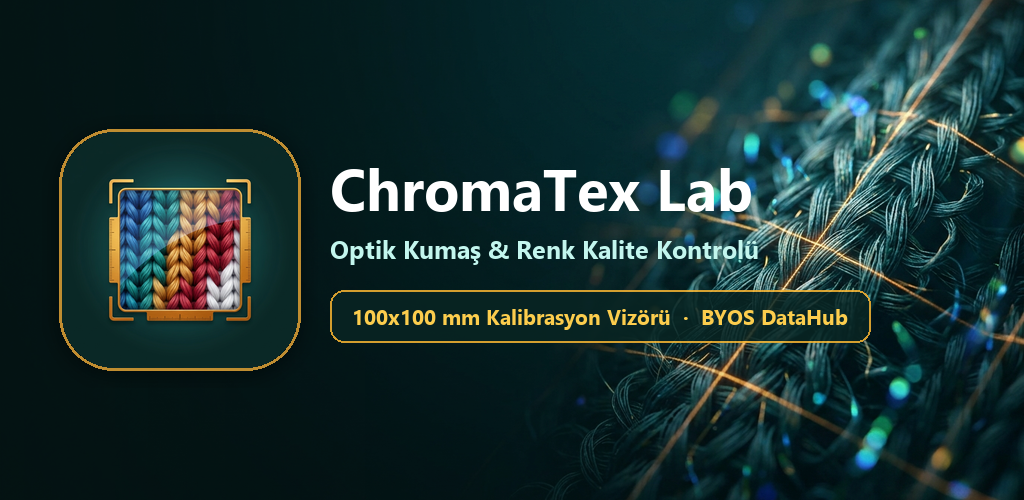 ChromaTex Lab
Optik Kumaş & Renk Kalite Kontrolü
100x100 mm Kalibrasyon Vizörü · BYOS DataHub